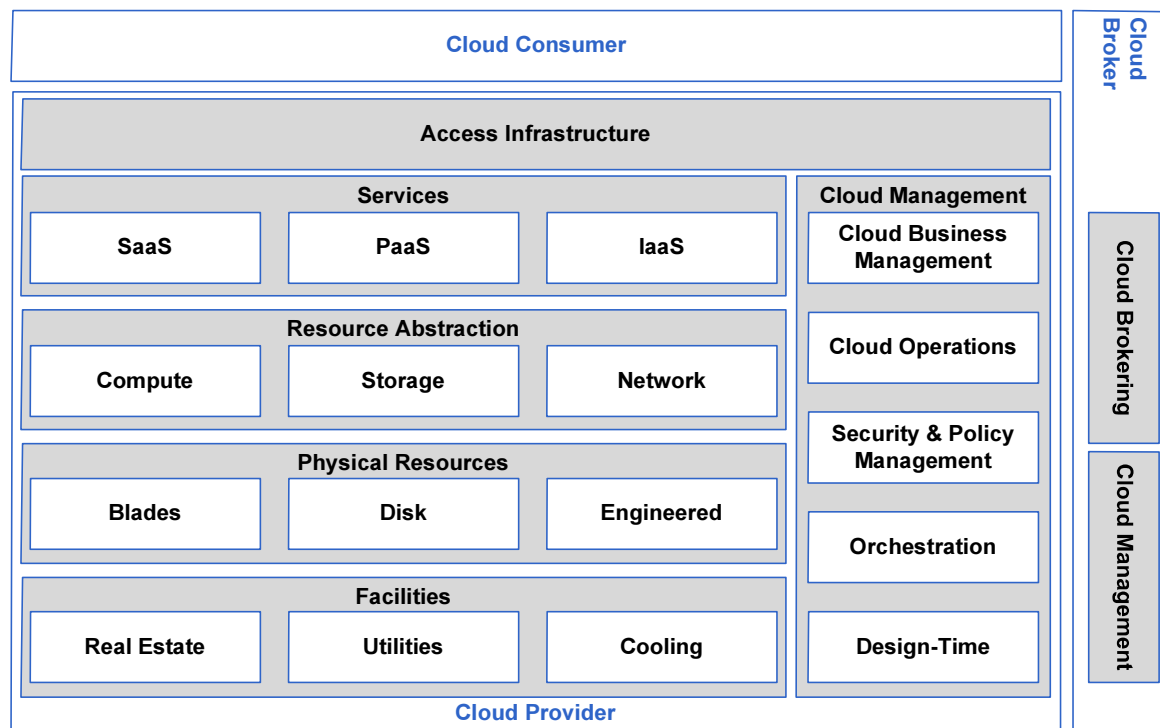 Cloud Consumer
Cloud
Broker
Access Infrastructure
Services
SaaS
PaaS
IaaS
Resource Abstraction
Compute
Storage
Network
Physical Resources
Blades
Disk
Engineered
Facilities
Real Estate
Utilities
Cooling
Cloud Management
Cloud Business
Management
Cloud Operations
Security & Policy
Management
Orchestration
Design-Time
Cloud Brokering
Cloud Management
Cloud Provider